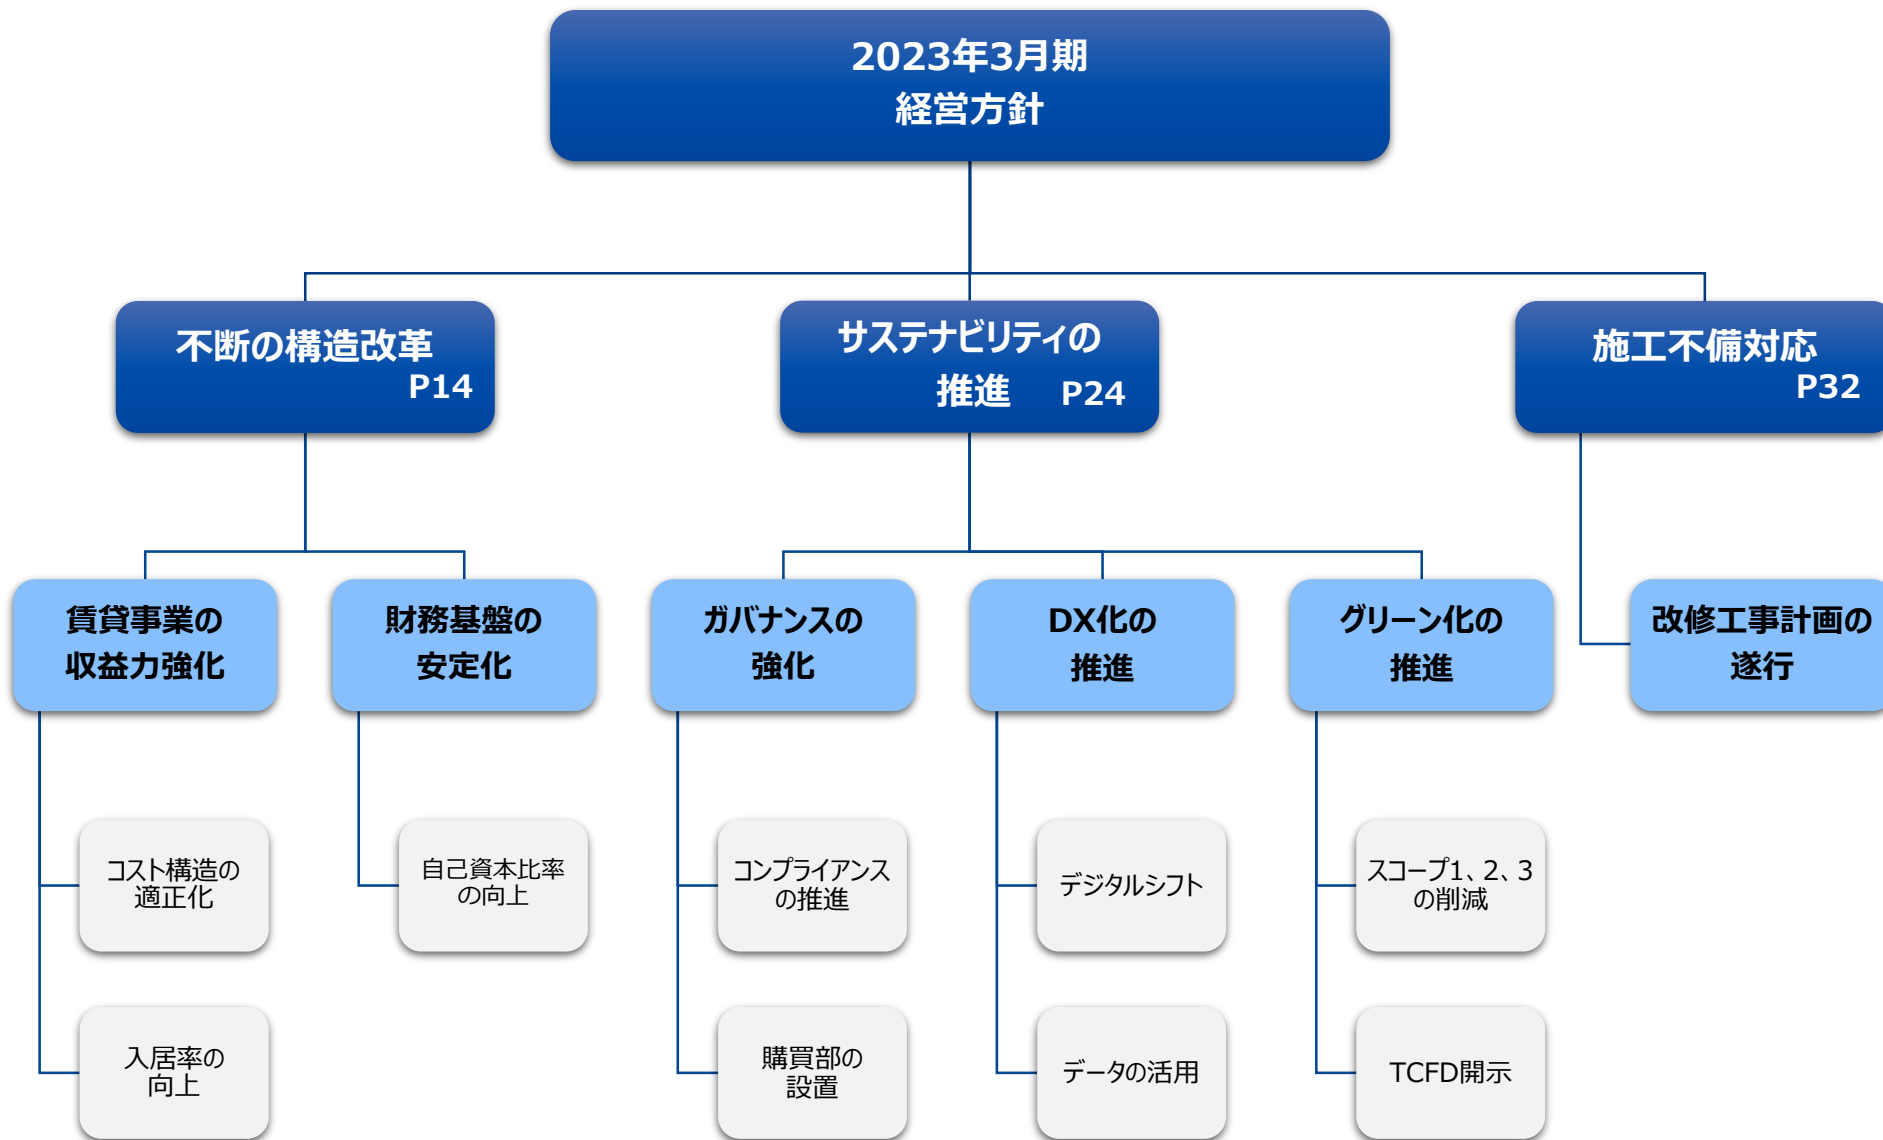 2023年3月期
経営方針
不断の構造改革
P14
サステナビリティの
推進 P24
施工不備対応
P32
賃貸事業の
収益力強化
財務基盤の
安定化
ガバナンスの
強化
DX化の
推進
グリーン化の
推進
改修工事計画の
遂行
コスト構造の
適正化
自己資本比率
の向上
コンプライアンス
の推進
デジタルシフト
スコープ1、2、3
の削減
入居率の
向上
購買部の
設置
データの活用
TCFD開示